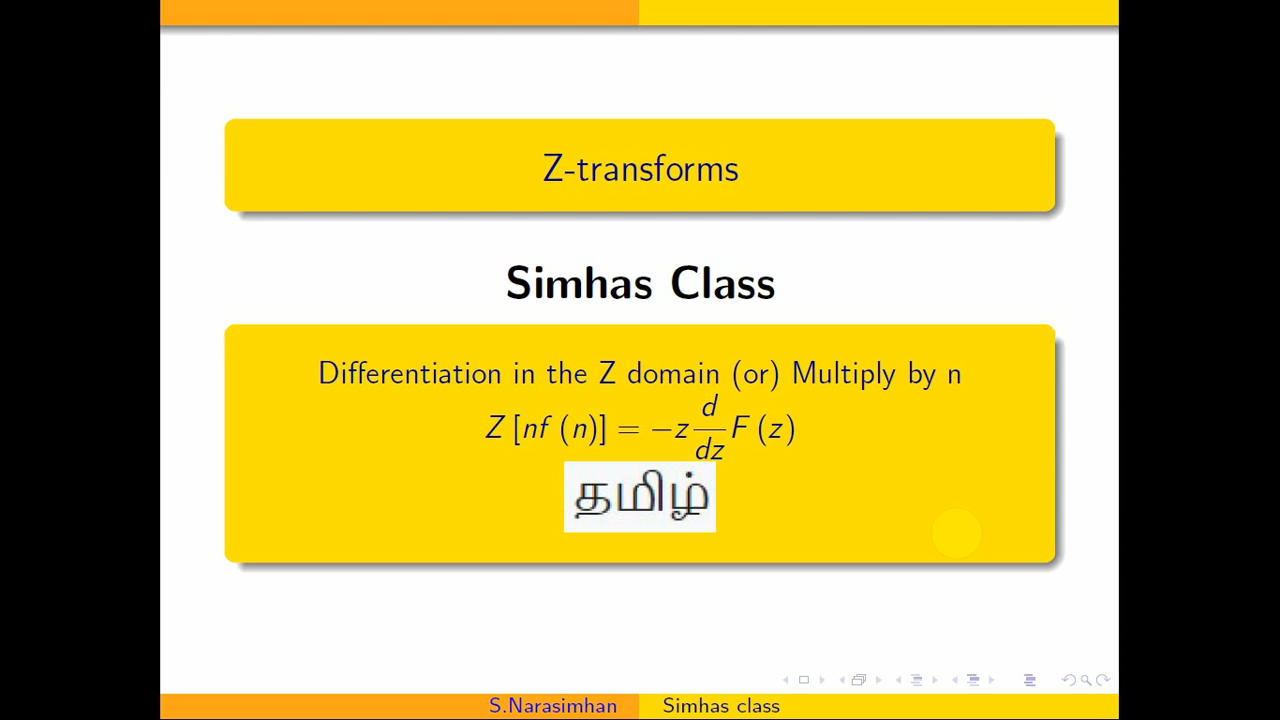 Z-transforms
Simhas Class
Differentiation in the Z domain (or) Multiply by n
Z [nf (n)] = −z d/dz F (z)
தமிழ்
S.Narasimhan Simhas class